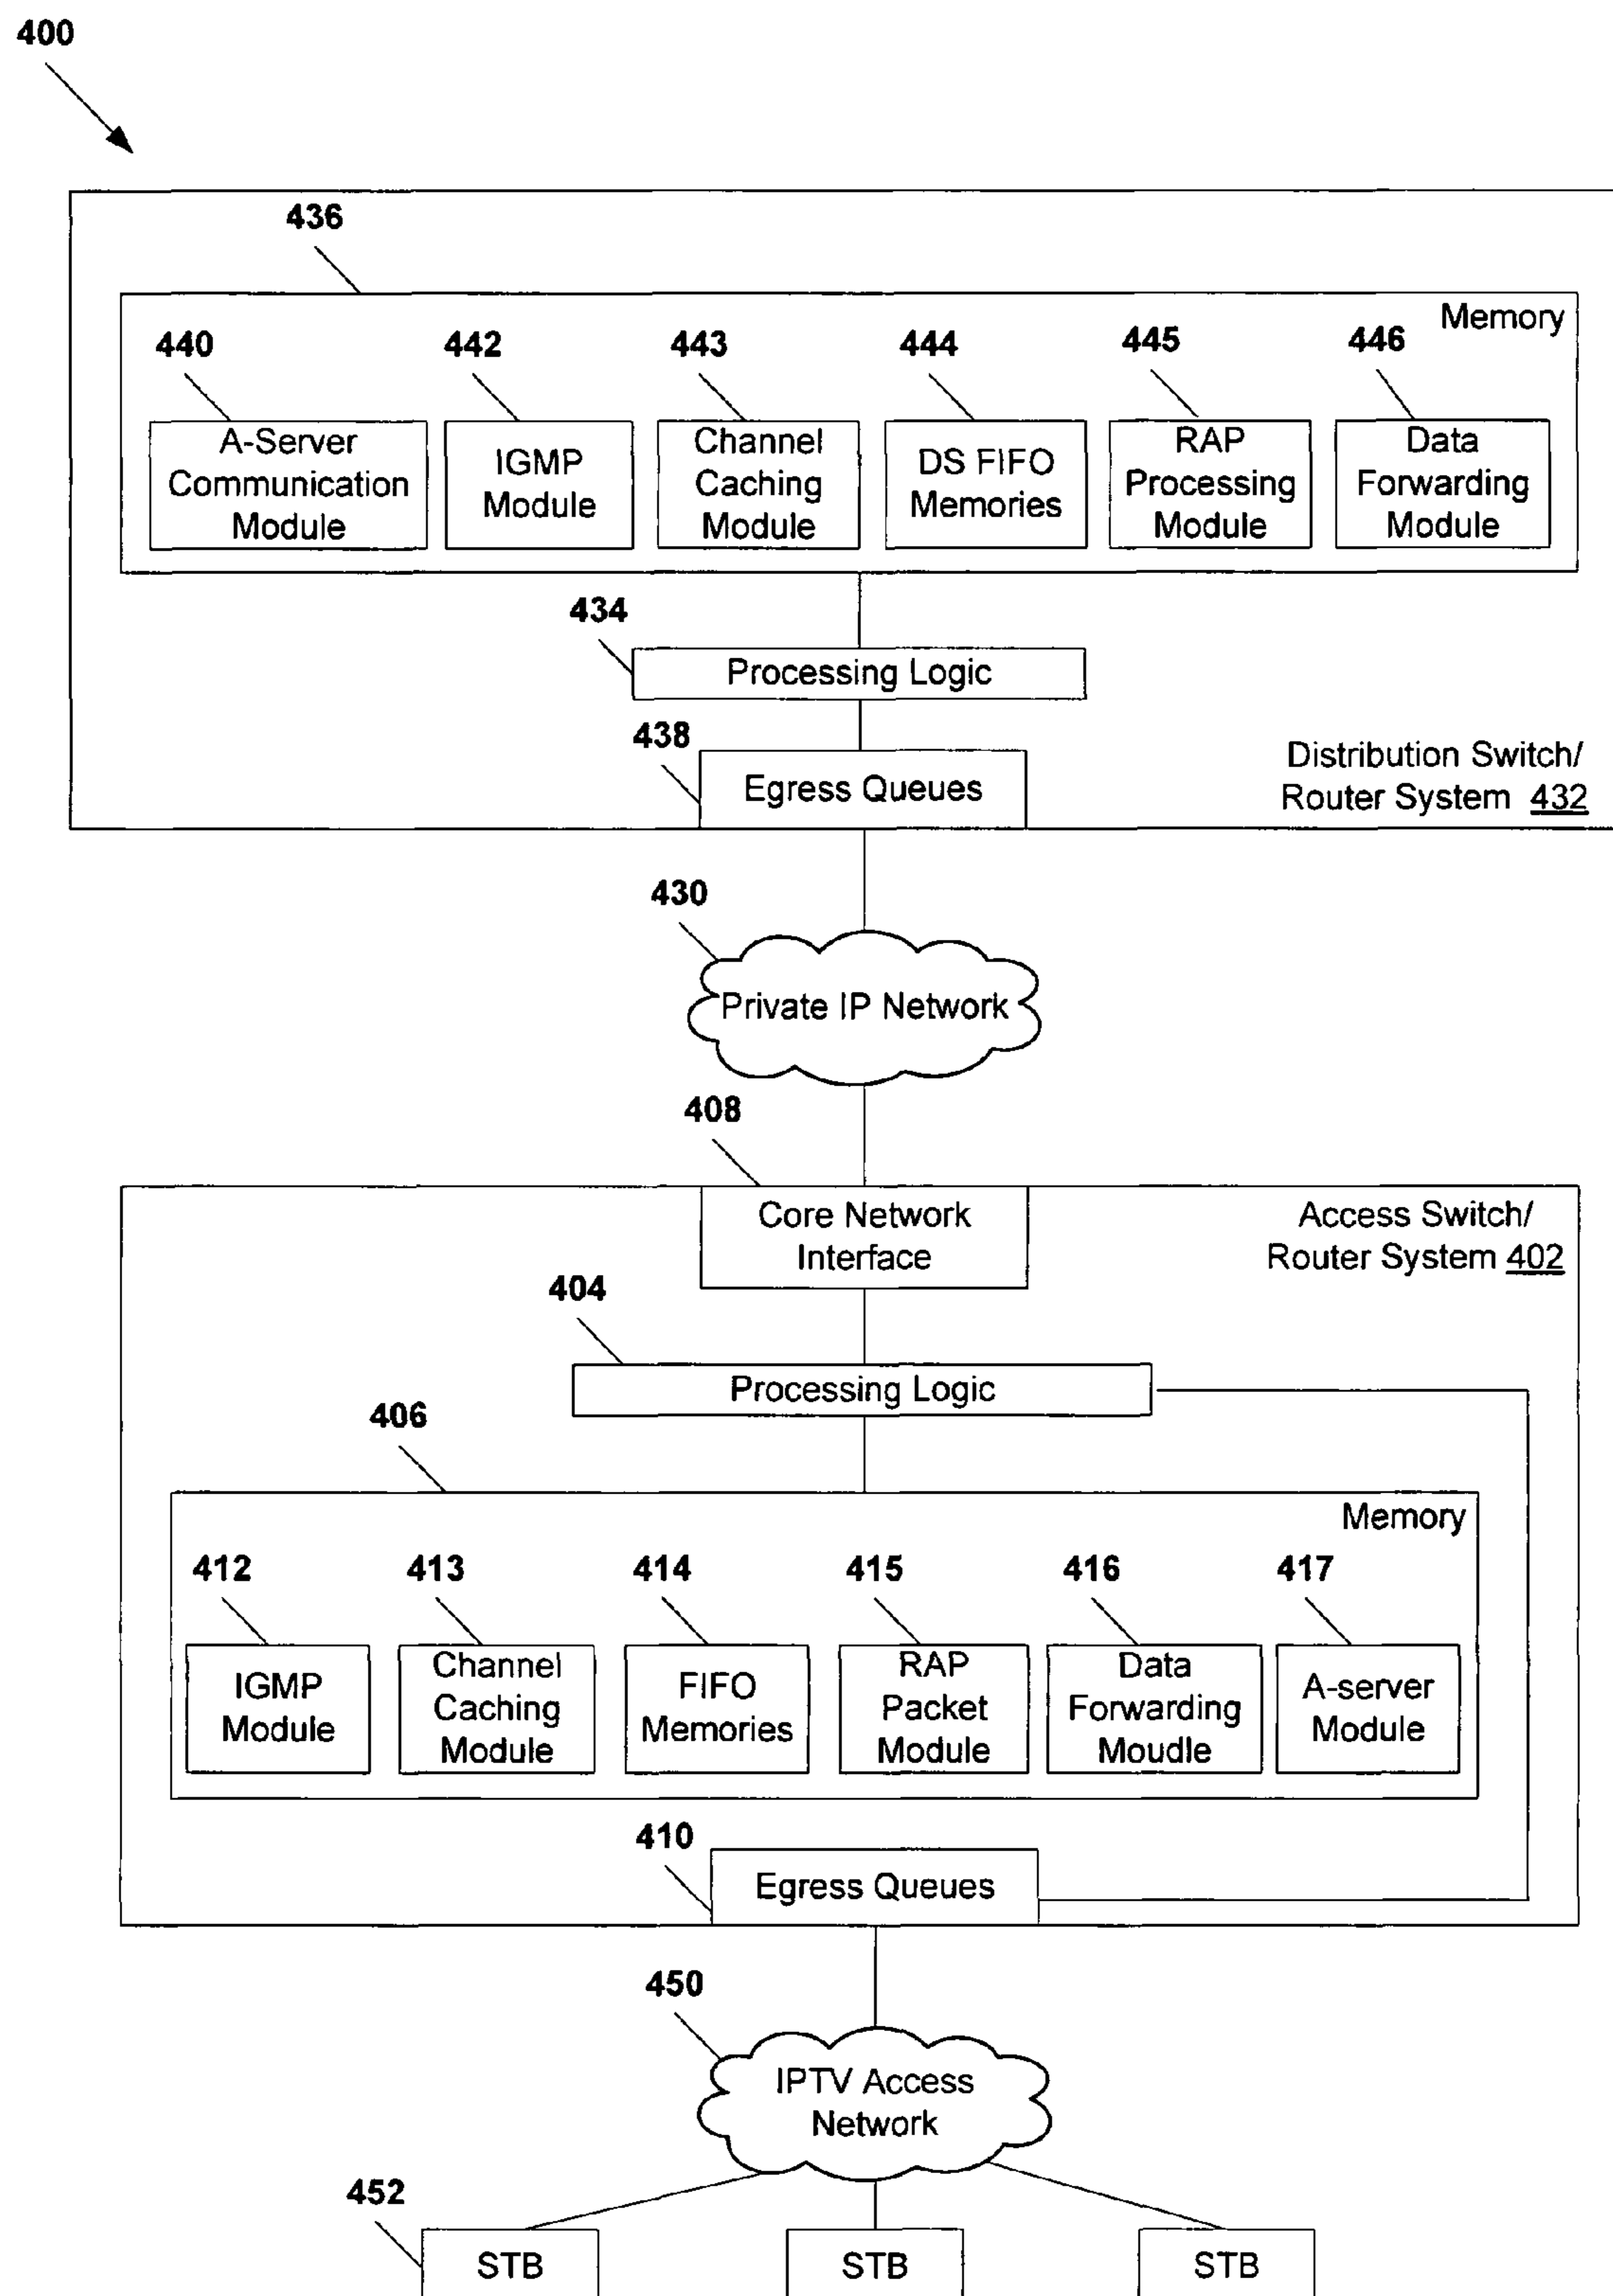 400
436
Memory
440
442
443
444
445
446
A-Server
Communication
Module
IGMP
Module
Channel
Caching
Module
DS FIFO
Memories
RAP
Processing
Module
Data
Forwarding
Module
434
Processing Logic
438
Egress Queues
Distribution Switch/
Router System 432
430
Private IP Network
408
Core Network
Interface
Access Switch/
Router System 402
404
Processing Logic
406
Memory
412
413
414
415
416
417
IGMP
Module
Channel
Caching
Module
FIFO
Memories
RAP
Packet
Module
Data
Forwarding
Moudle
A-server
Module
410
Egress Queues
450
IPTV Access
Network
452
STB
STB
STB